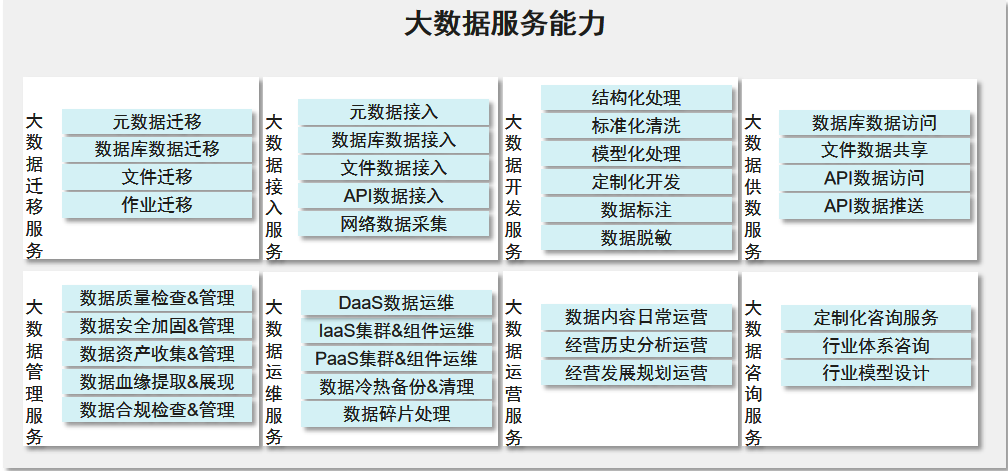 大数据服务能力
大数据迁移服务
元数据迁移
数据库数据迁移
文件迁移
作业迁移
大数据接入服务
元数据接入
数据库数据接入
文件数据接入
API数据接入
网络数据采集
大数据开发服务
结构化处理
标准化清洗
模型化处理
定制化开发
数据标注
数据脱敏
大数据供数服务
数据库数据访问
文件数据共享
API数据访问
API数据推送
大数据管理服务
数据质量检查&管理
数据安全加固&管理
数据资产收集&管理
数据血缘提取&展现
数据合规检查&管理
大数据运维服务
DaaS数据运维
IaaS集群&组件运维
PaaS集群&组件运维
数据冷热备份&清理
数据碎片处理
大数据运营服务
数据内容日常运营
经营历史分析运营
经营发展规划运营
大数据咨询服务
定制化咨询服务
行业体系咨询
行业模型设计